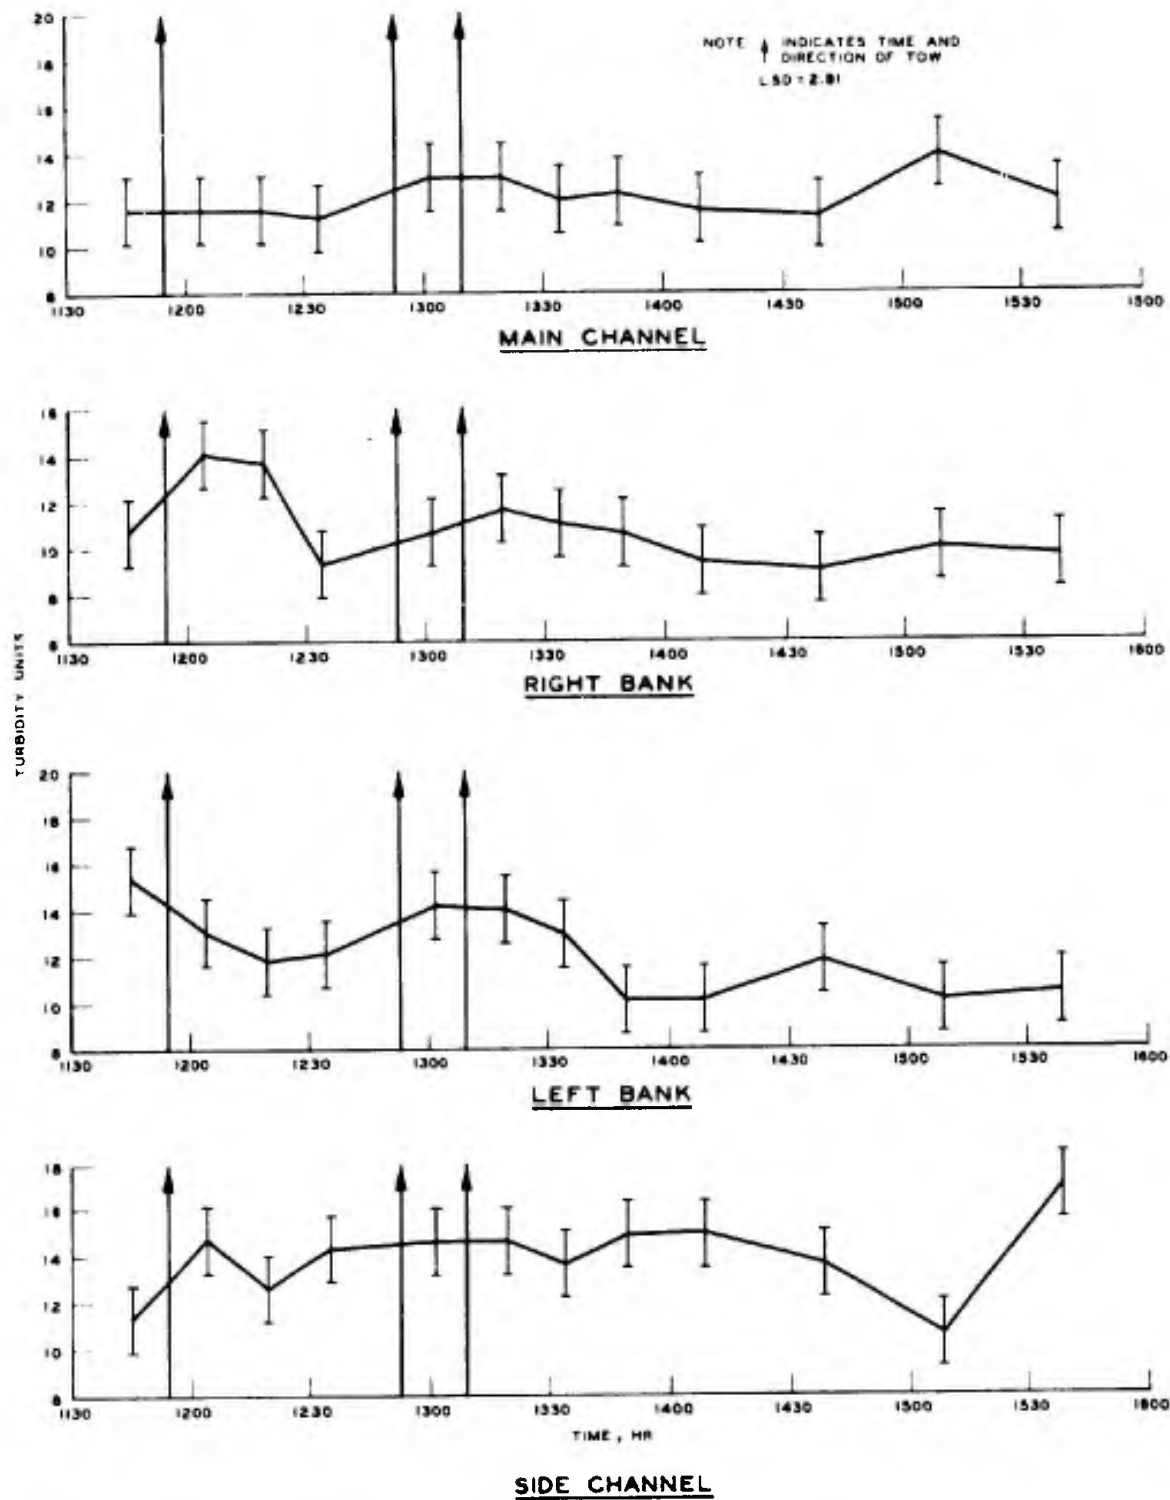 20
18
16
14
12
10
8
NOTE ↑ INDICATES TIME AND
DIRECTION OF TOW
LSD = 2.81
1130 1200 1230 1300 1330 1400 1430 1500 1530 1500
MAIN CHANNEL
16
14
12
10
8
6
1130 1200 1230 1300 1330 1400 1430 1500 1530 1600
RIGHT BANK
TURBIDITY UNITS
20
18
16
14
12
10
8
1130 1200 1230 1300 1330 1400 1430 1500 1530 1600
LEFT BANK
18
16
14
12
10
8
1130 1200 1230 1300 1330 1400 1430 1500 1530 1600
TIME, HR
SIDE CHANNEL